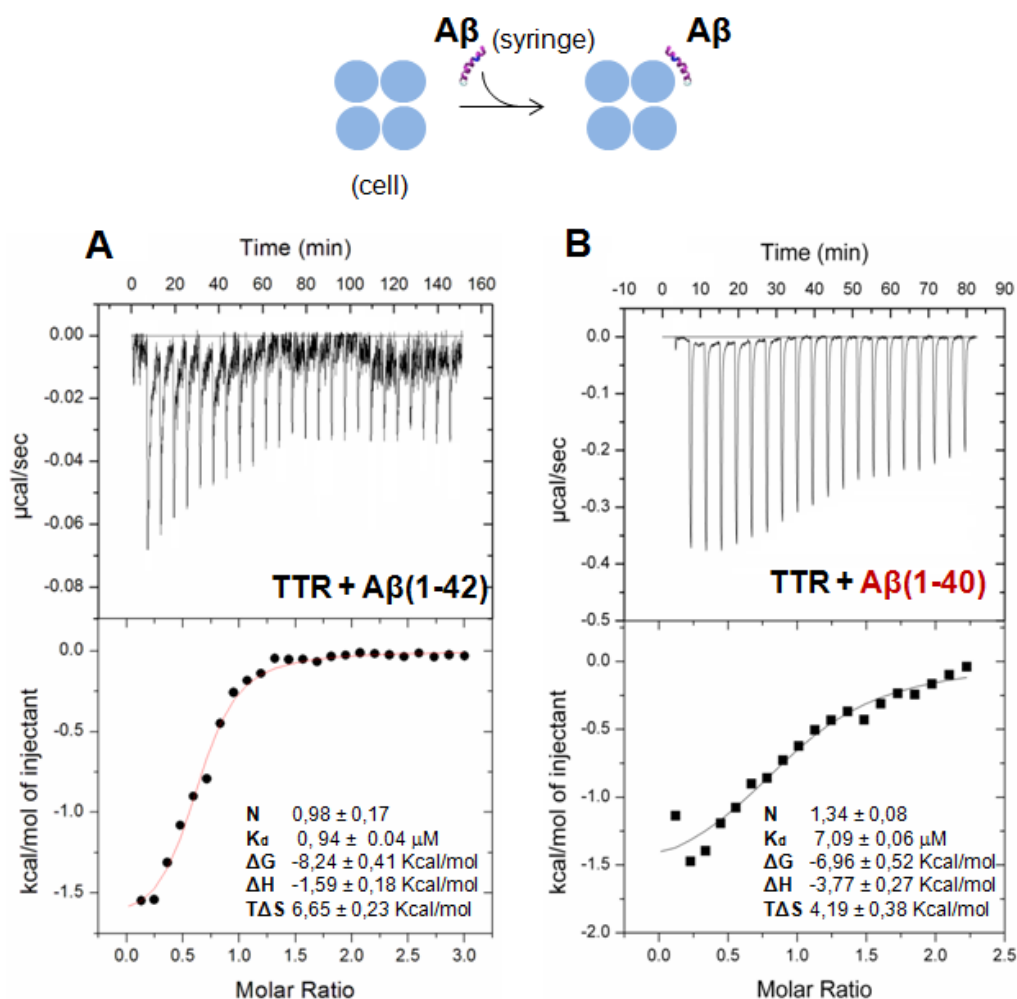 Aβ (syringe) Aβ
(cell)
A
Time (min)
0 20 40 60 80 100 120 140 160
0.00
-0.02
-0.04
-0.06
-0.08
µcal/sec
TTR + Aβ(1-42)
0.0
-0.5
-1.0
-1.5
kcal/mol of injectant
N 0,98 ± 0,17
Kd 0, 94 ± 0.04 µM
ΔG -8,24 ± 0,41 Kcal/mol
ΔH -1,59 ± 0,18 Kcal/mol
TΔS 6,65 ± 0,23 Kcal/mol
0.0 0.5 1.0 1.5 2.0 2.5 3.0
Molar Ratio
B
Time (min)
-10 0 10 20 30 40 50 60 70 80 90
0.0
-0.1
-0.2
-0.3
-0.4
-0.5
µcal/sec
TTR + Aβ(1-40)
0.0
-0.5
-1.0
-1.5
-2.0
kcal/mol of injectant
N 1,34 ± 0,08
Kd 7,09 ± 0,06 µM
ΔG -6,96 ± 0,52 Kcal/mol
ΔH -3,77 ± 0,27 Kcal/mol
TΔS 4,19 ± 0,38 Kcal/mol
0.0 0.5 1.0 1.5 2.0 2.5
Molar Ratio